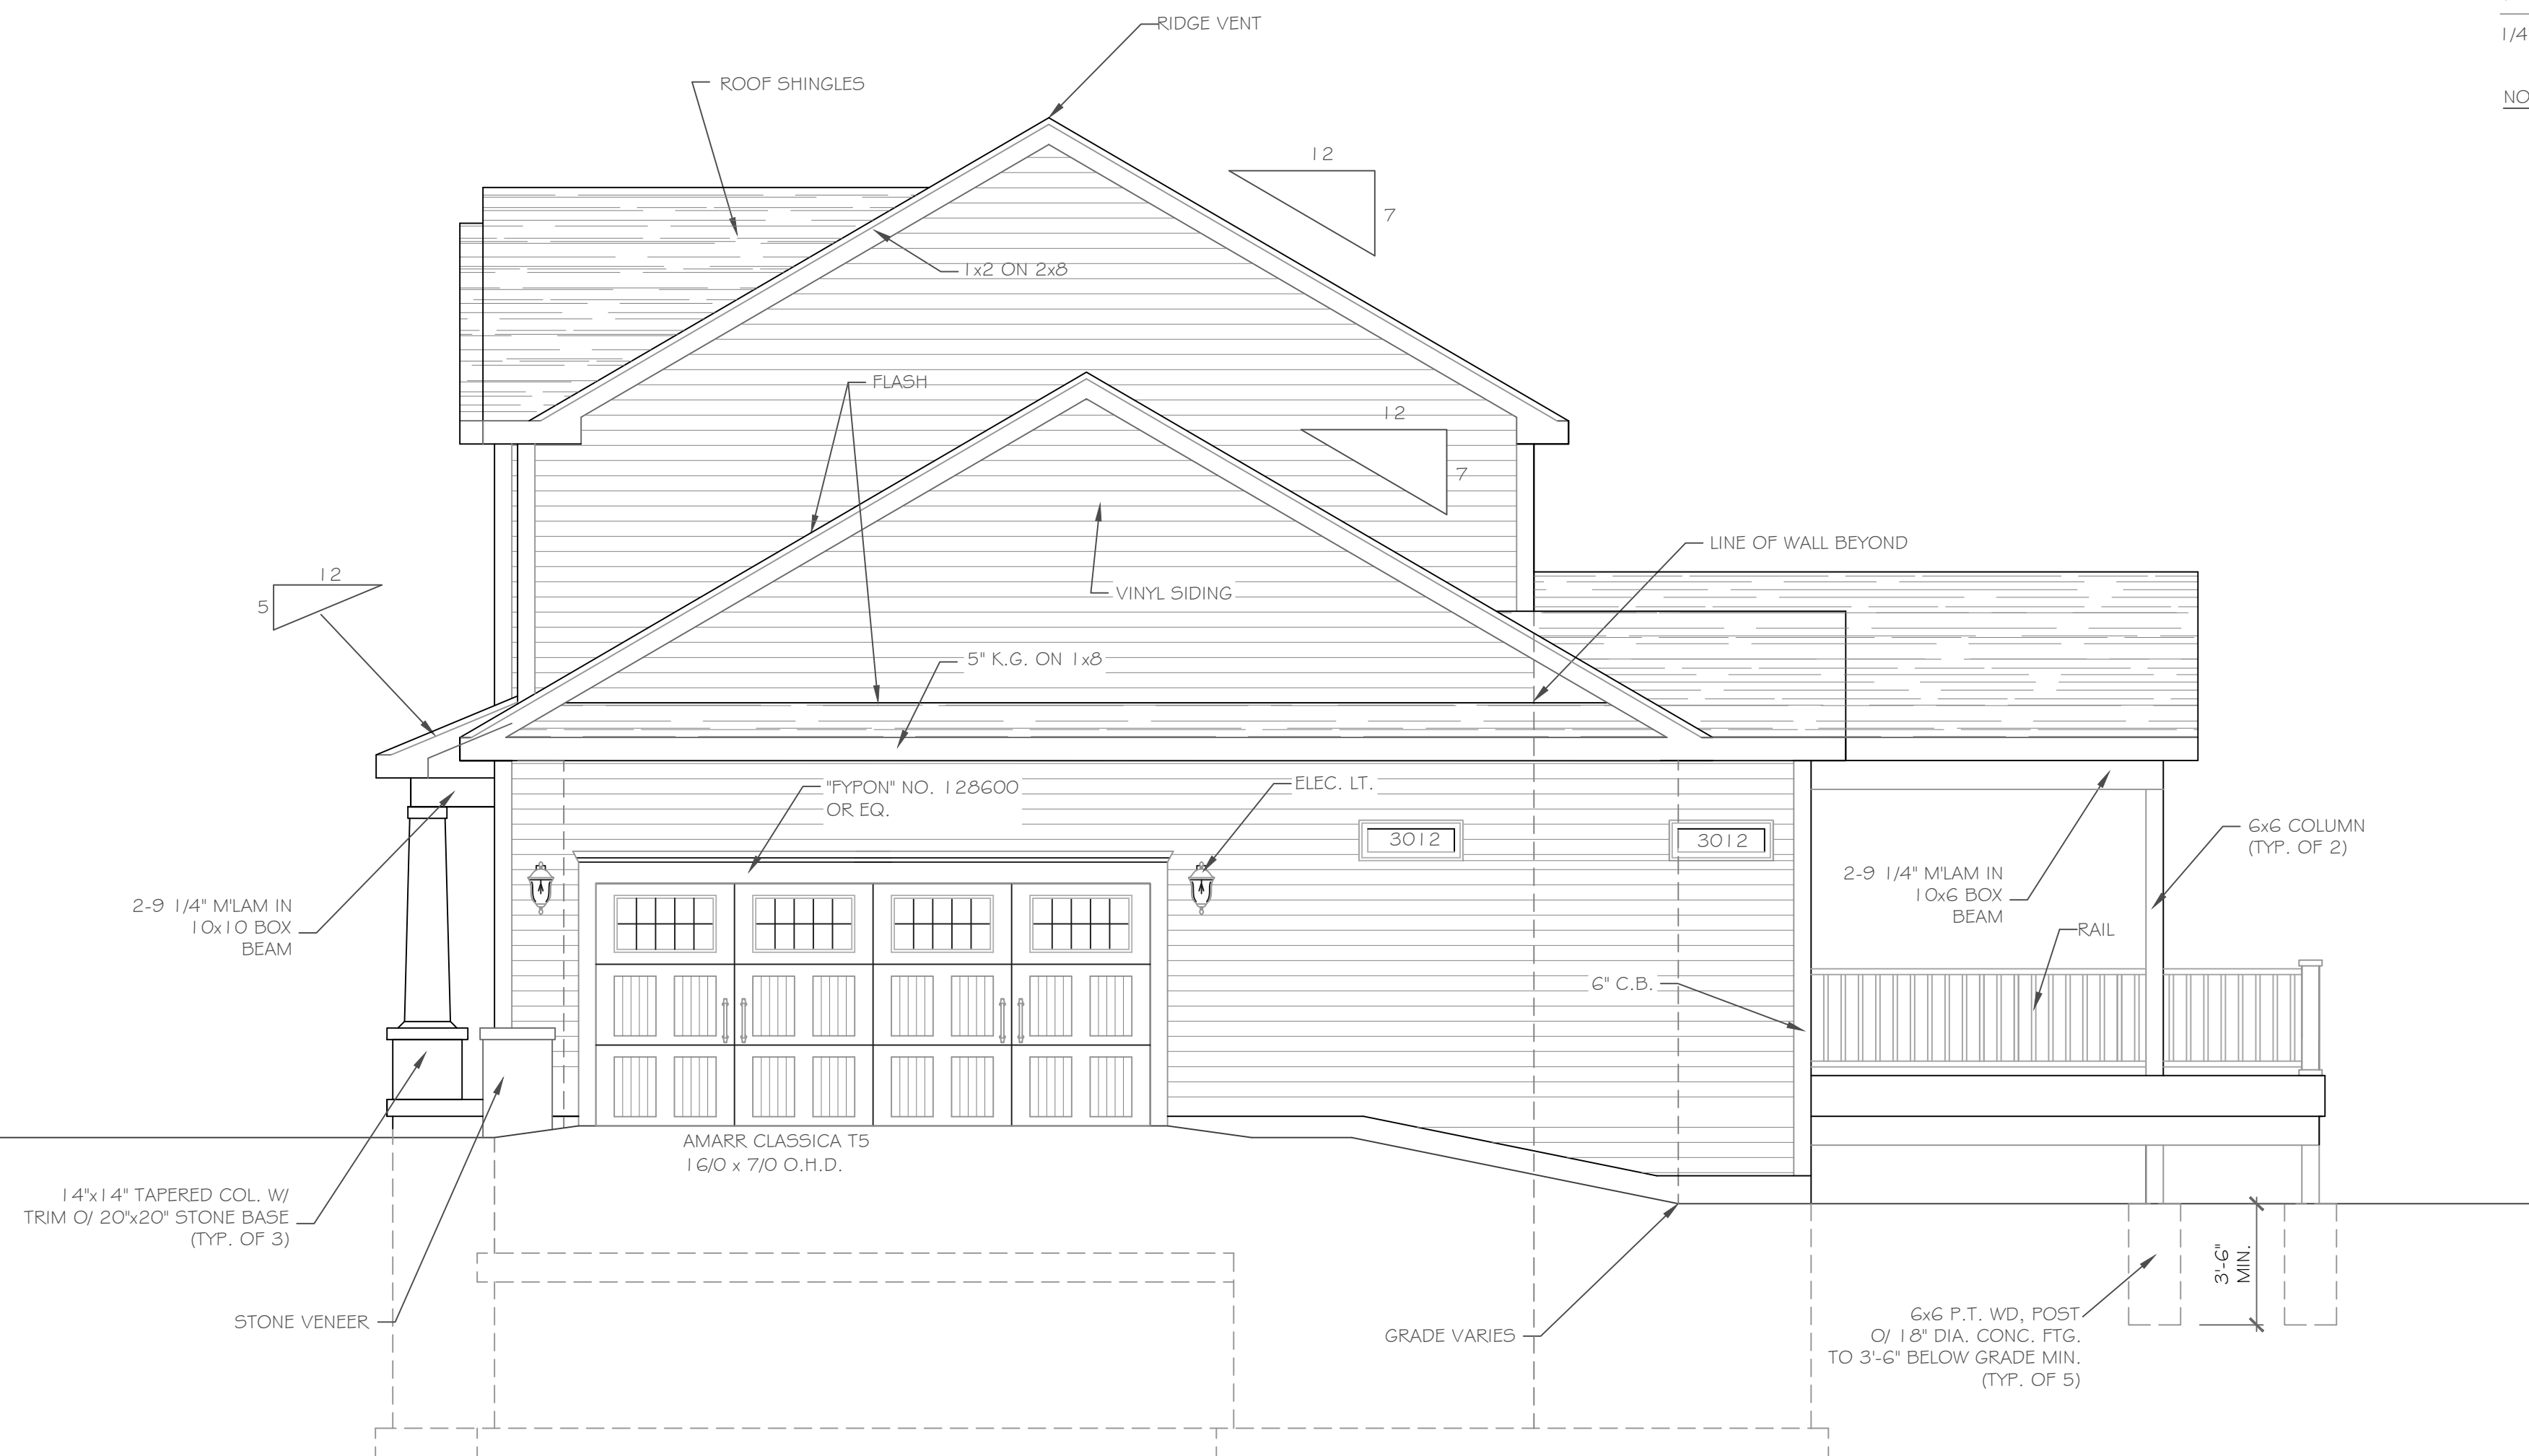 RIDGE VENT
1/4
ROOF SHINGLES
NO
12
7
1x2 ON 2x8
FLASH
12
7
LINE OF WALL BEYOND
12
5
VINYL SIDING
5" K.G. ON 1x8
"FYPON" NO. 128600
OR EQ.
ELEC. LT.
3012
3012
6x6 COLUMN
(TYP. OF 2)
2-9 1/4" M'LAM IN
10x6 BOX
BEAM
2-9 1/4" M'LAM IN
10x10 BOX
BEAM
RAIL
6" C.B.
AMARR CLASSICA T5
16/0 x 7/0 O.H.D.
14"x14" TAPERED COL. W/
TRIM O/ 20"x20" STONE BASE
(TYP. OF 3)
STONE VENEER
GRADE VARIES
3'-6"
MIN.
6x6 P.T. WD, POST
O/ 18" DIA. CONC. FTG.
TO 3'-6" BELOW GRADE MIN.
(TYP. OF 5)